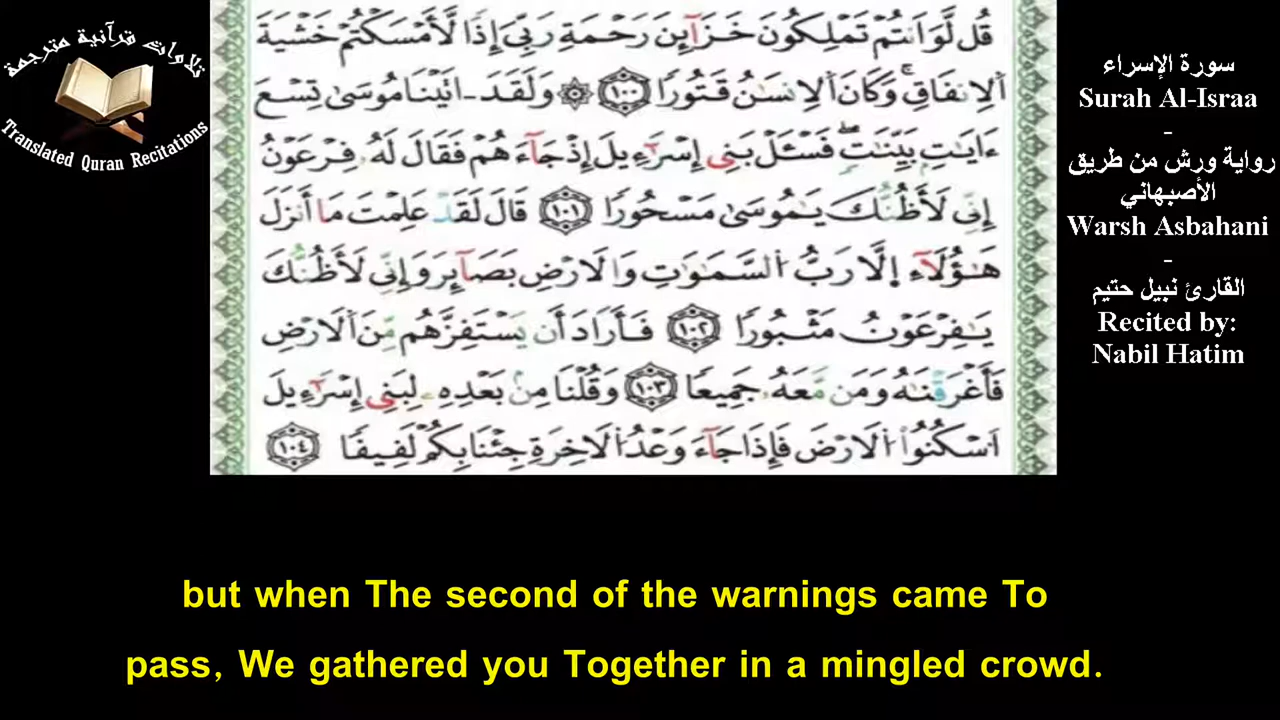 تلاوات قرآنية مترجمة
Translated Quran Recitations
قُل لَّوَ اَنتُمْ تَمْلِكُونَ خَزَآئِنَ رَحْمَةِ رَبِّىَ إِذًا لَّأَمْسَكْتُمْ خَشْيَةَ
اَ۬لِانفَاقِۖ وَكَانَ اَ۬لِانسَٰنُ قَتُورًا ١٠٠ ۞ وَلَقَدَ اتَيْنَا مُوسَىٰ تِسْعَ
ءَايَٰتِۢ بَيِّنَٰتٖۖ فَسْـَٔلْ بَنِىٓ إِسْرَآءِيلَ إِذْ جَآءَهُمْ فَقَالَ لَهُۥ فِرْعَوْنُ
إِنِّى لَأَظُنُّكَ يَٰمُوسَىٰ مَسْحُورًا ١٠١ قَالَ لَقَدْ عَلِمْتَ مَا أَنزَلَ
هَٰٓؤُلَآءِ إِلَّا رَبُّ اُ۬لسَّمَٰوَٰتِ وَالَارْضِ بَصَآئِرَ وَإِنِّى لَأَظُنُّكَ
يَٰفِرْعَوْنُ مَثْبُورًا ١٠٢ فَأَرَادَ أَن يَسْتَفِزَّهُم مِّنَ اَ۬لَارْضِ
فَأَغْرَقْنَٰهُ وَمَن مَّعَهُۥ جَمِيعًا ١٠٣ وَقُلْنَا مِنۢ بَعْدِهِۦ لِبَنِىٓ إِسْرَآءِيلَ
اَ۟سْكُنُواْ اُ۬لَارْضَ فَإِذَا جَآءَ وَعْدُ اُ۬لَاخِرَةِ جِئْنَا بِكُمْ لَفِيفًا ١٠٤
سورة الإسراء
Surah Al-Israa
-
رواية ورش من طريق
الأصبهاني
Warsh Asbahani
-
القارئ نبيل حتيم
Recited by:
Nabil Hatim
but when The second of the warnings came To
pass, We gathered you Together in a mingled crowd.